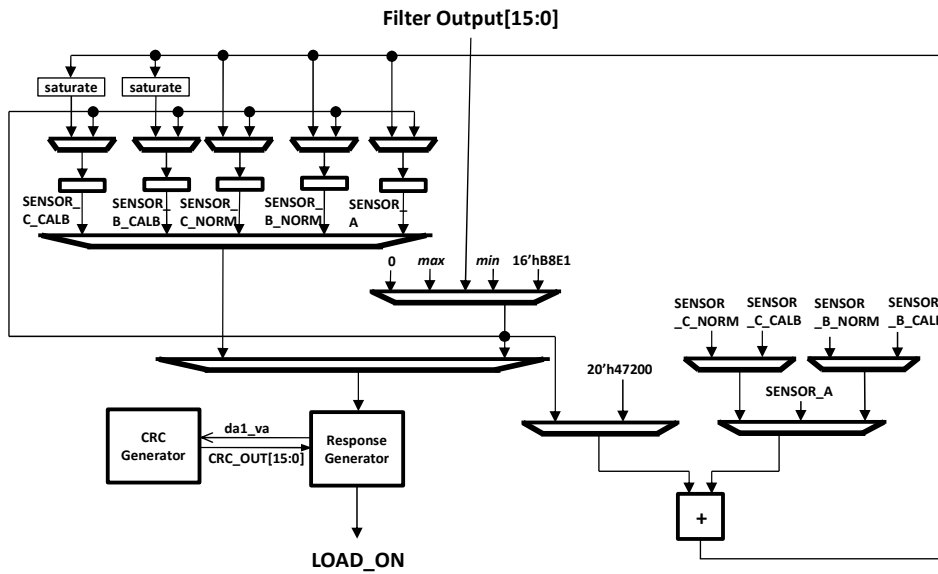 Filter Output[15:0]
saturate
saturate
SENSOR_
C_CALB
SENSOR_
B_CALB
SENSOR_
C_NORM
SENSOR_
B_NORM
SENSOR_
A
0
max
min
16'hB8E1
SENSOR
_C_NORM
SENSOR
_C_CALB
SENSOR
_B_NORM
SENSOR
_B_CALB
20'h47200
SENSOR_A
CRC
Generator
da1_va
CRC_OUT[15:0]
Response
Generator
+
LOAD_ON